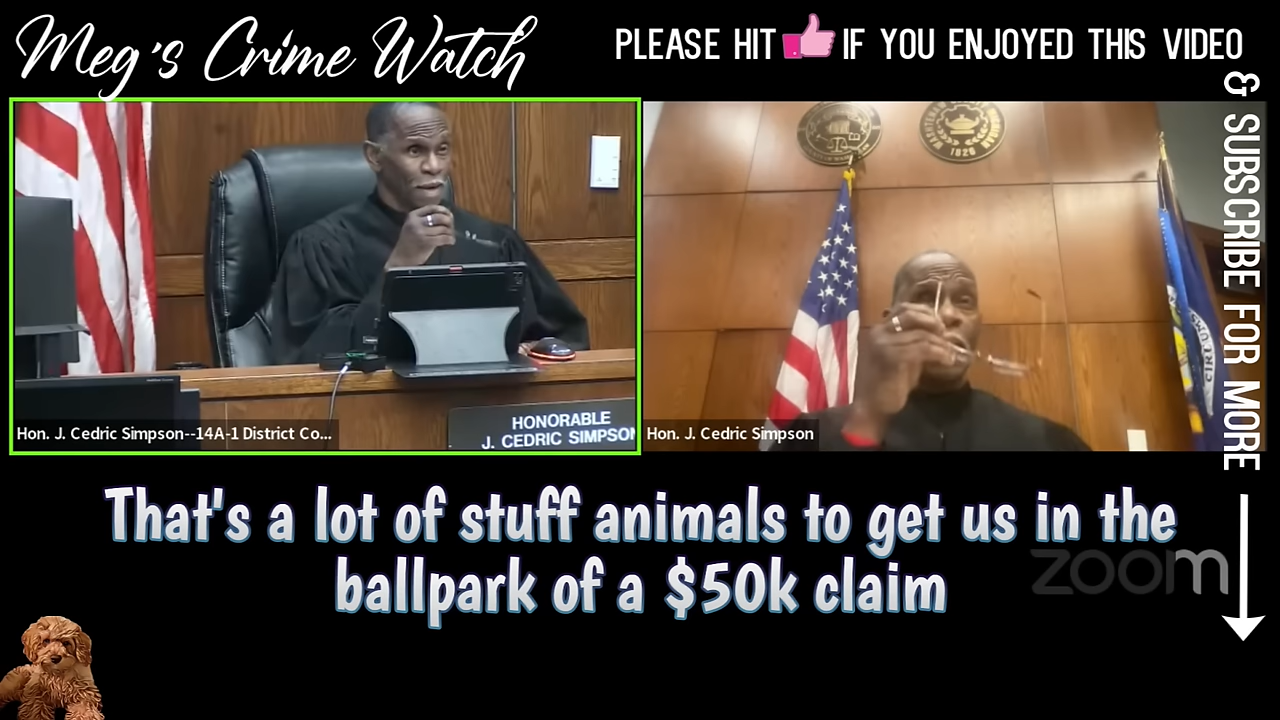 Meg's Crime Watch
PLEASE HIT IF YOU ENJOYED THIS VIDEO
& SUBSCRIBE FOR MORE
1826
Hon. J. Cedric Simpson--14A-1 District Co...
HONORABLE
J. CEDRIC SIMPSON
Hon. J. Cedric Simpson
That's a lot of stuff animals to get us in the
ballpark of a $50k claim
zoom